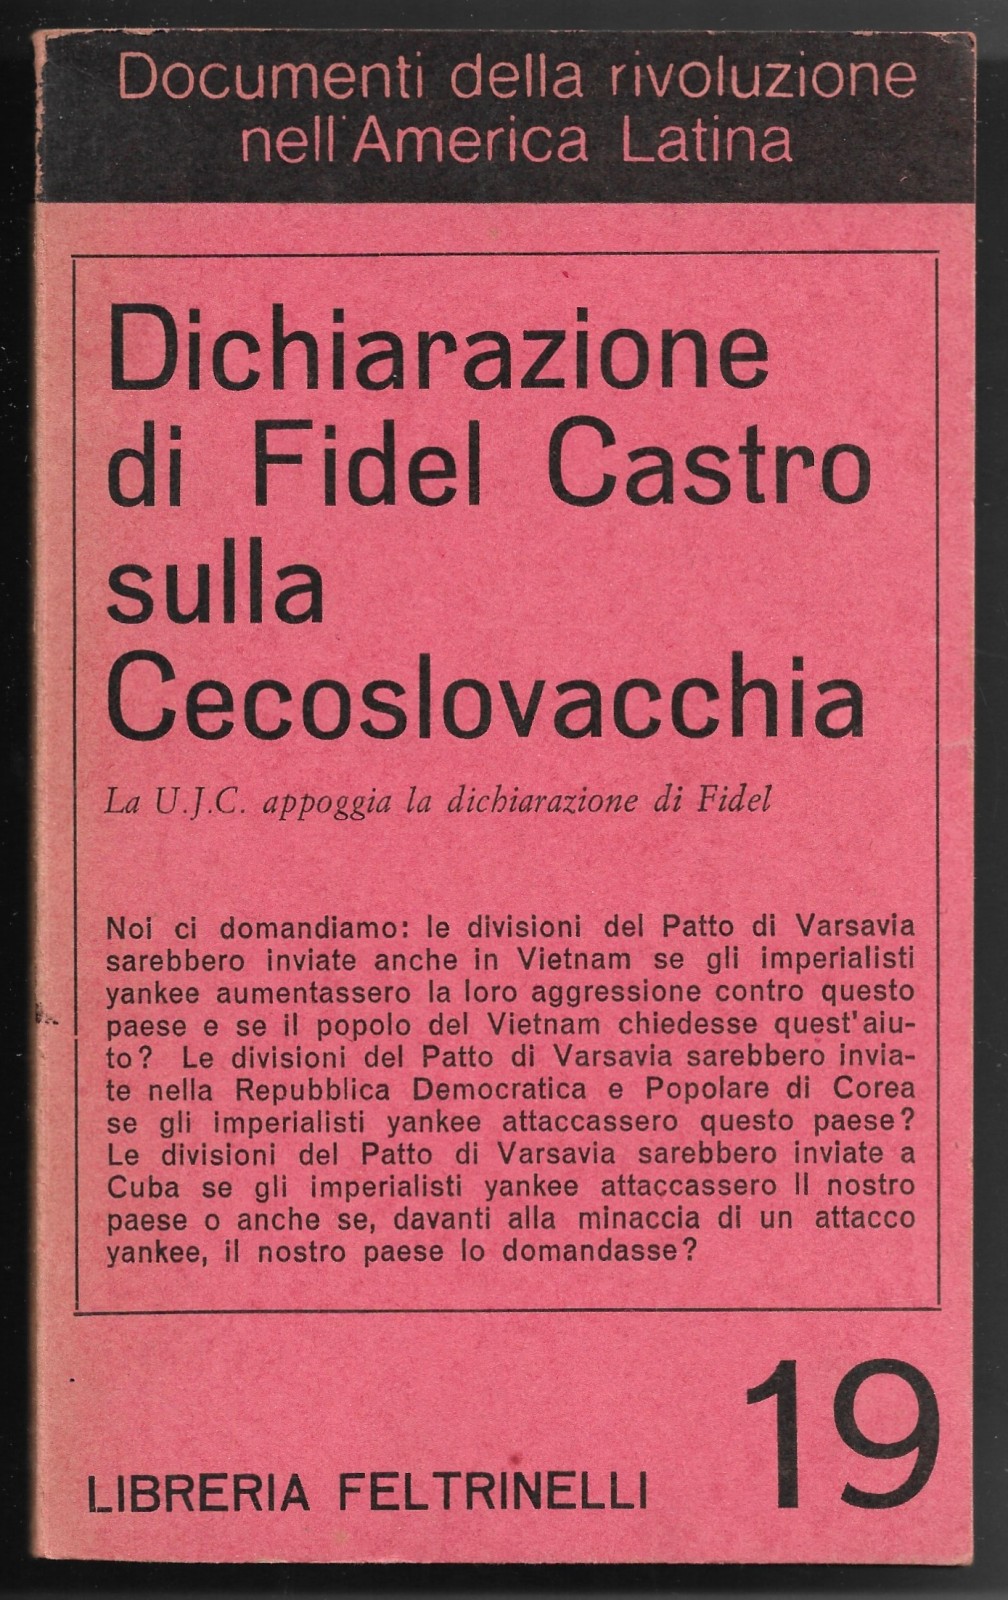 Documenti della rivoluzione
nell'America Latina
Dichiarazione
di Fidel Castro
sulla
Cecoslovacchia
La U.J.C. appoggia la dichiarazione di Fidel
Noi ci domandiamo: le divisioni del Patto di Varsavia
sarebbero inviate anche in Vietnam se gli imperialisti
yankee aumentassero la loro aggressione contro questo
paese e se il popolo del Vietnam chiedesse quest'aiu-
to? Le divisioni del Patto di Varsavia sarebbero invia-
te nella Repubblica Democratica e Popolare di Corea
se gli imperialisti yankee attaccassero questo paese?
Le divisioni del Patto di Varsavia sarebbero inviate a
Cuba se gli imperialisti yankee attaccassero Il nostro
paese o anche se, davanti alla minaccia di un attacco
yankee, il nostro paese lo domandasse?
LIBRERIA FELTRINELLI
19